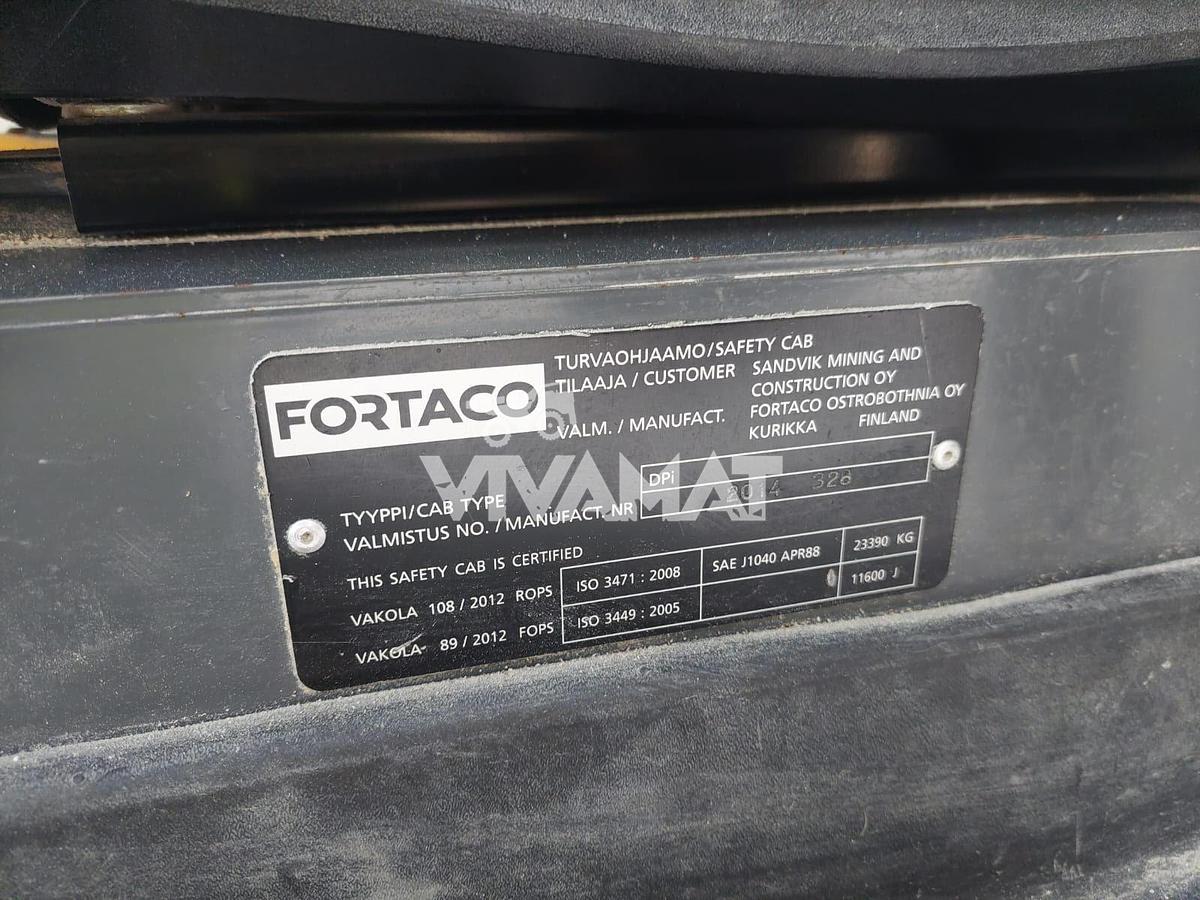 FORTACO
TURVAOHJAAMO/SAFETY CAB
TILAAJA / CUSTOMER SANDVIK MINING AND
CONSTRUCTION OY
VALM. / MANUFACT. FORTACO OSTROBOTHNIA OY
KURIKKA FINLAND
VIVAMAT
TYYPPI/CAB TYPE DPi
VALMISTUS NO. / MANUFACT. NR 2014 328
THIS SAFETY CAB IS CERTIFIED
VAKOLA 108 / 2012 ROPS ISO 3471 : 2008 SAE J1040 APR88 23390 KG
VAKOLA 89 / 2012 FOPS ISO 3449 : 2005 11600 J